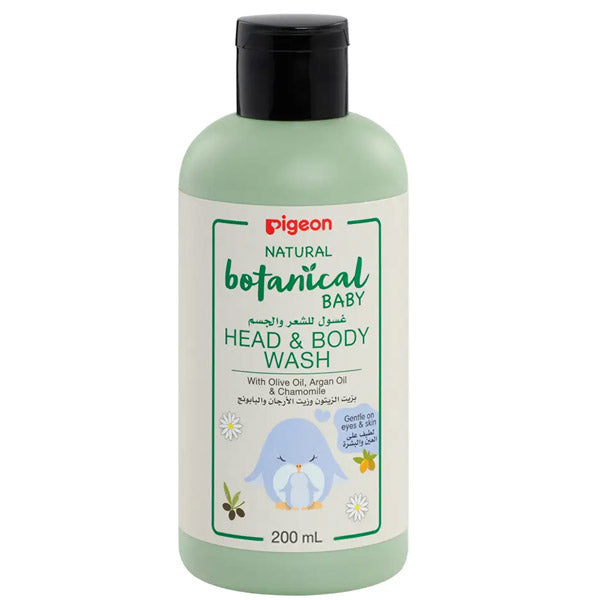 pigeon
NATURAL
botanical
BABY
غسول للشعر والجسم
HEAD & BODY
WASH
With Olive Oil, Argan Oil
& Chamomile
بزيت الزيتون وزيت الأرجان والبابونج
Gentle on
eyes & skin
لطيف على
العين والبشرة
200 mL